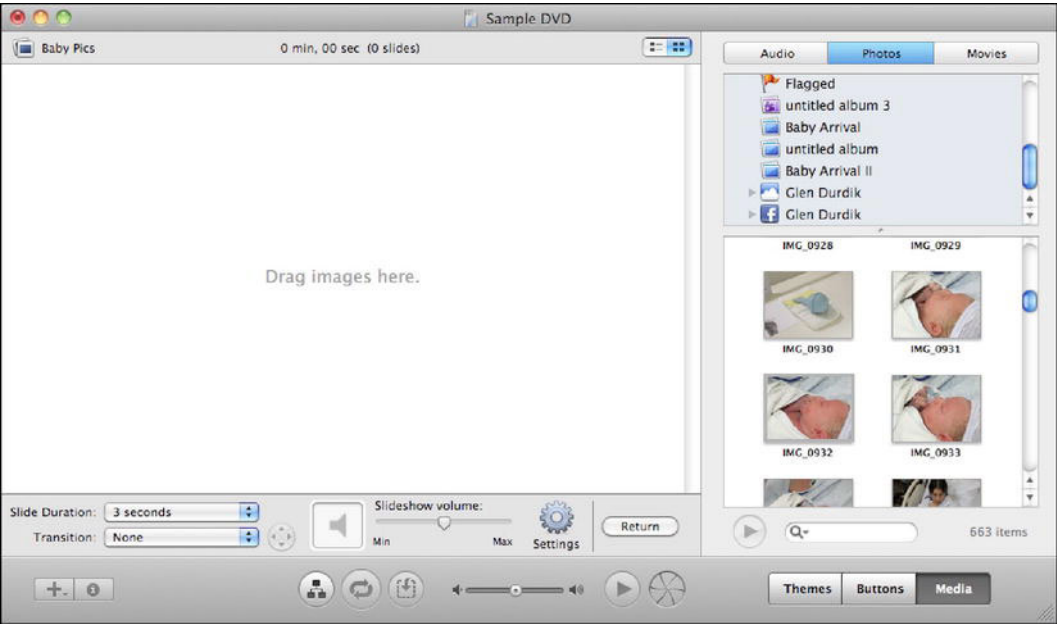 Sample DVD
Baby Pics
0 min, 00 sec (0 slides)
Audio
Photos
Movies
Flagged
untitled album 3
Baby Arrival
untitled album
Baby Arrival II
Glen Durdik
Glen Durdik
Drag images here.
IMG_0928
IMG_0929
IMG_0930
IMG_0931
IMG_0932
IMG_0933
Slide Duration:
3 seconds
Transition:
None
Slideshow volume:
Min
Max
Settings
Return
663 items
Themes
Buttons
Media